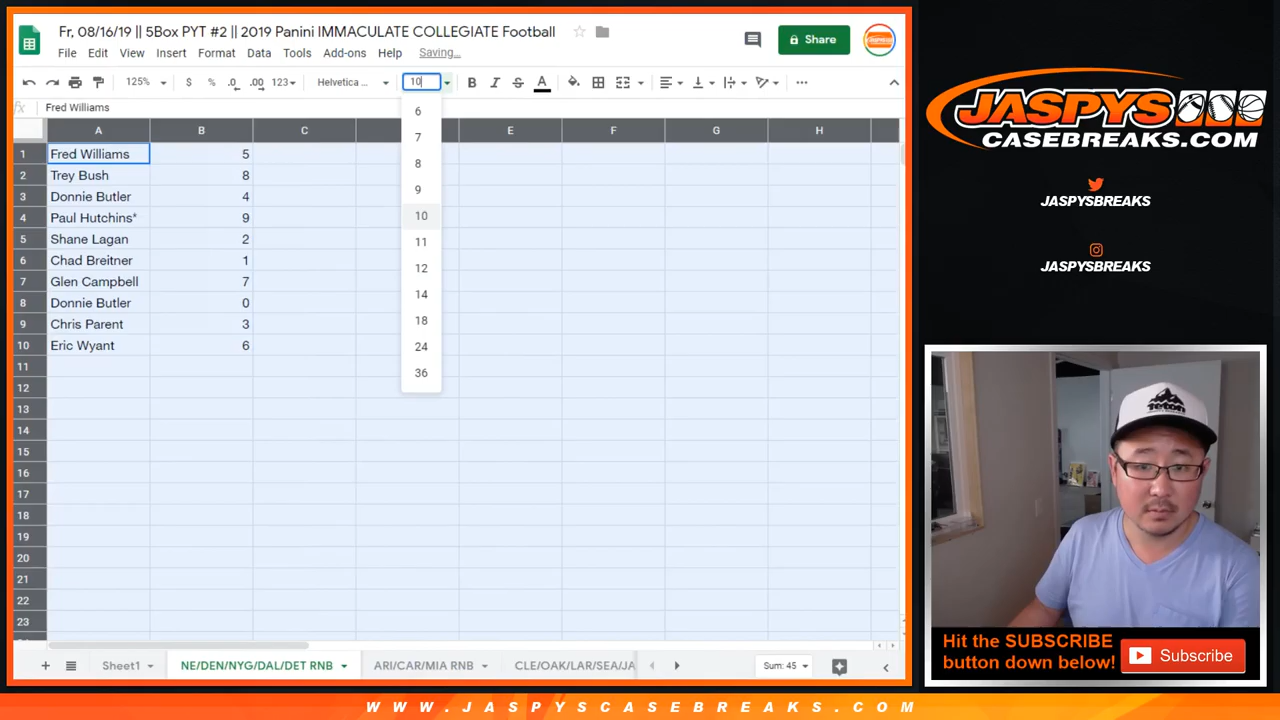 Fr, 08/16/19 || 5Box PYT #2 || 2019 Panini IMMACULATE COLLEGIATE Football
File Edit View Insert Format Data Tools Add-ons Help Saving...
Share
125% $ % .0 .00 123 Helvetica ... 10 B I S A
fx Fred Williams
A B C E F G H
1 Fred Williams 5
2 Trey Bush 8
3 Donnie Butler 4
4 Paul Hutchins* 9
5 Shane Lagan 2
6 Chad Breitner 1
7 Glen Campbell 7
8 Donnie Butler 0
9 Chris Parent 3
10 Eric Wyant 6
11
12
13
14
15
16
17
18
19
20
21
22
23
6
7
8
9
10
11
12
14
18
24
36
Sheet1 NE/DEN/NYG/DAL/DET RNB ARI/CAR/MIA RNB CLE/OAK/LAR/SEA/JA Sum: 45
JASPYS
CASEBREAKS.COM
JASPYSBREAKS
JASPYSBREAKS
Teton
Hit the SUBSCRIBE
button down below!
Subscribe
WWW.JASPYSCASEBREAKS.COM